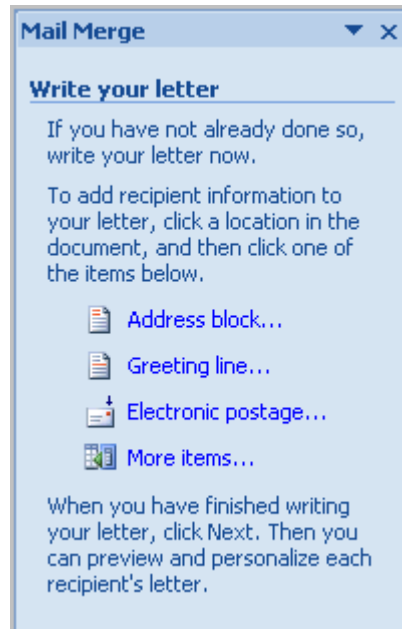 Mail Merge
Write your letter
If you have not already done so,
write your letter now.
To add recipient information to
your letter, click a location in the
document, and then click one of
the items below.
Address block...
Greeting line...
Electronic postage...
More items...
When you have finished writing
your letter, click Next. Then you
can preview and personalize each
recipient's letter.